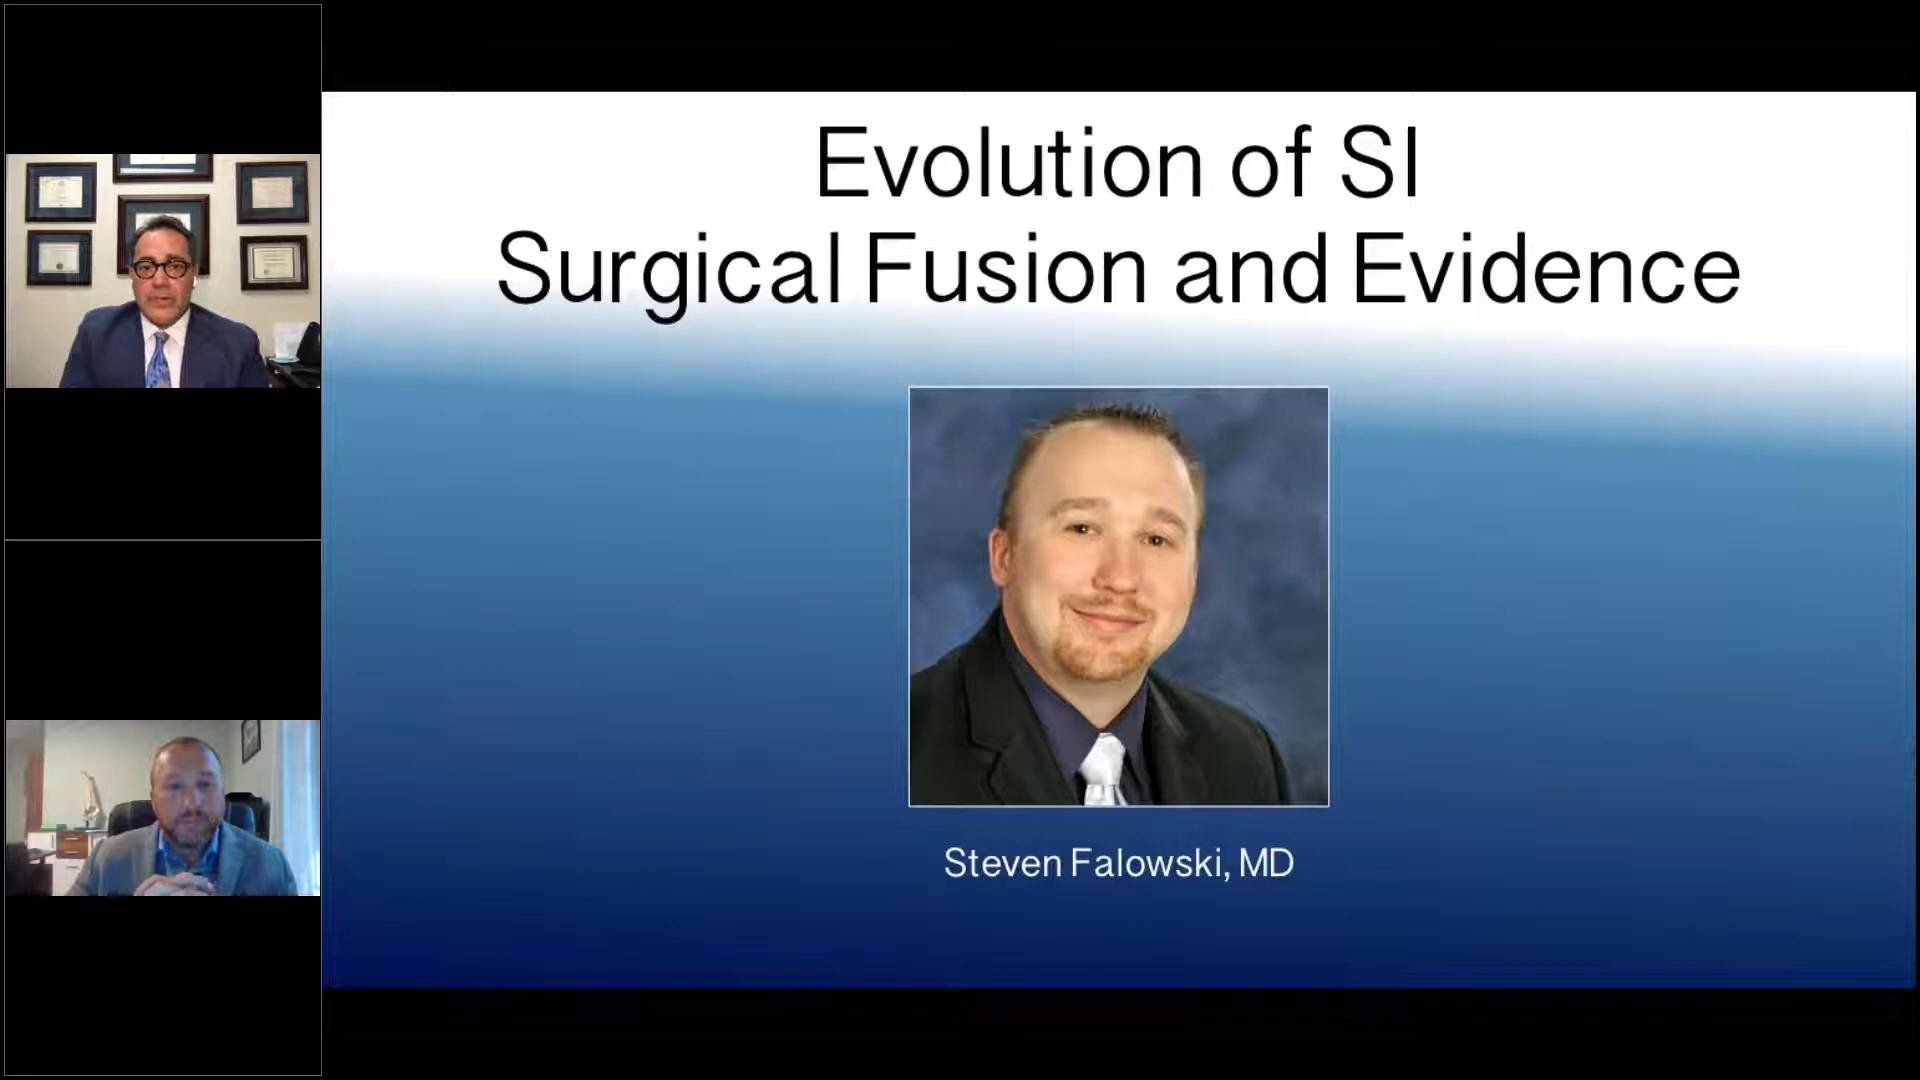 Evolution of SI
Surgical Fusion and Evidence
Steven Falowski, MD